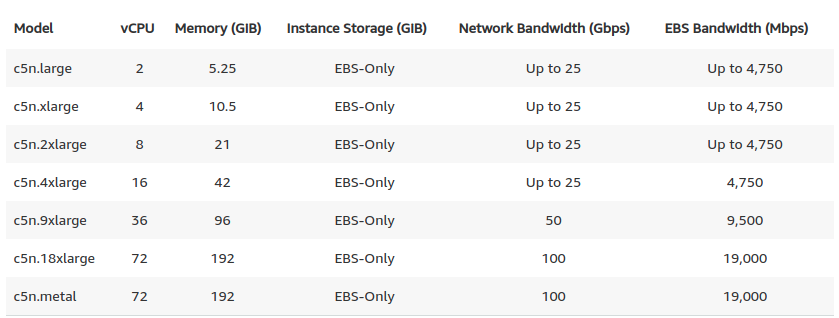 Model vCPU Memory (GiB) Instance Storage (GiB) Network Bandwidth (Gbps) EBS Bandwidth (Mbps)
c5n.large 2 5.25 EBS-Only Up to 25 Up to 4,750
c5n.xlarge 4 10.5 EBS-Only Up to 25 Up to 4,750
c5n.2xlarge 8 21 EBS-Only Up to 25 Up to 4,750
c5n.4xlarge 16 42 EBS-Only Up to 25 4,750
c5n.9xlarge 36 96 EBS-Only 50 9,500
c5n.18xlarge 72 192 EBS-Only 100 19,000
c5n.metal 72 192 EBS-Only 100 19,000